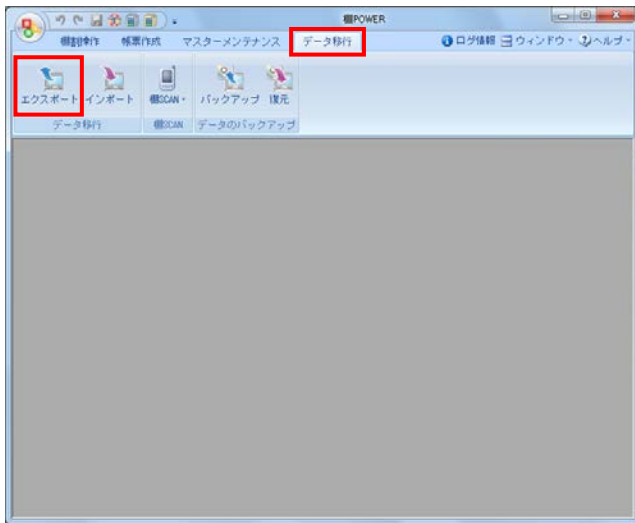 棚POWER
棚割操作 帳票作成 マスターメンテナンス データ移行 ログ情報 ウィンドウ ヘルプ
エクスポート インポート 棚SCAN バックアップ 復元
データ移行 棚SCAN データのバックアップ